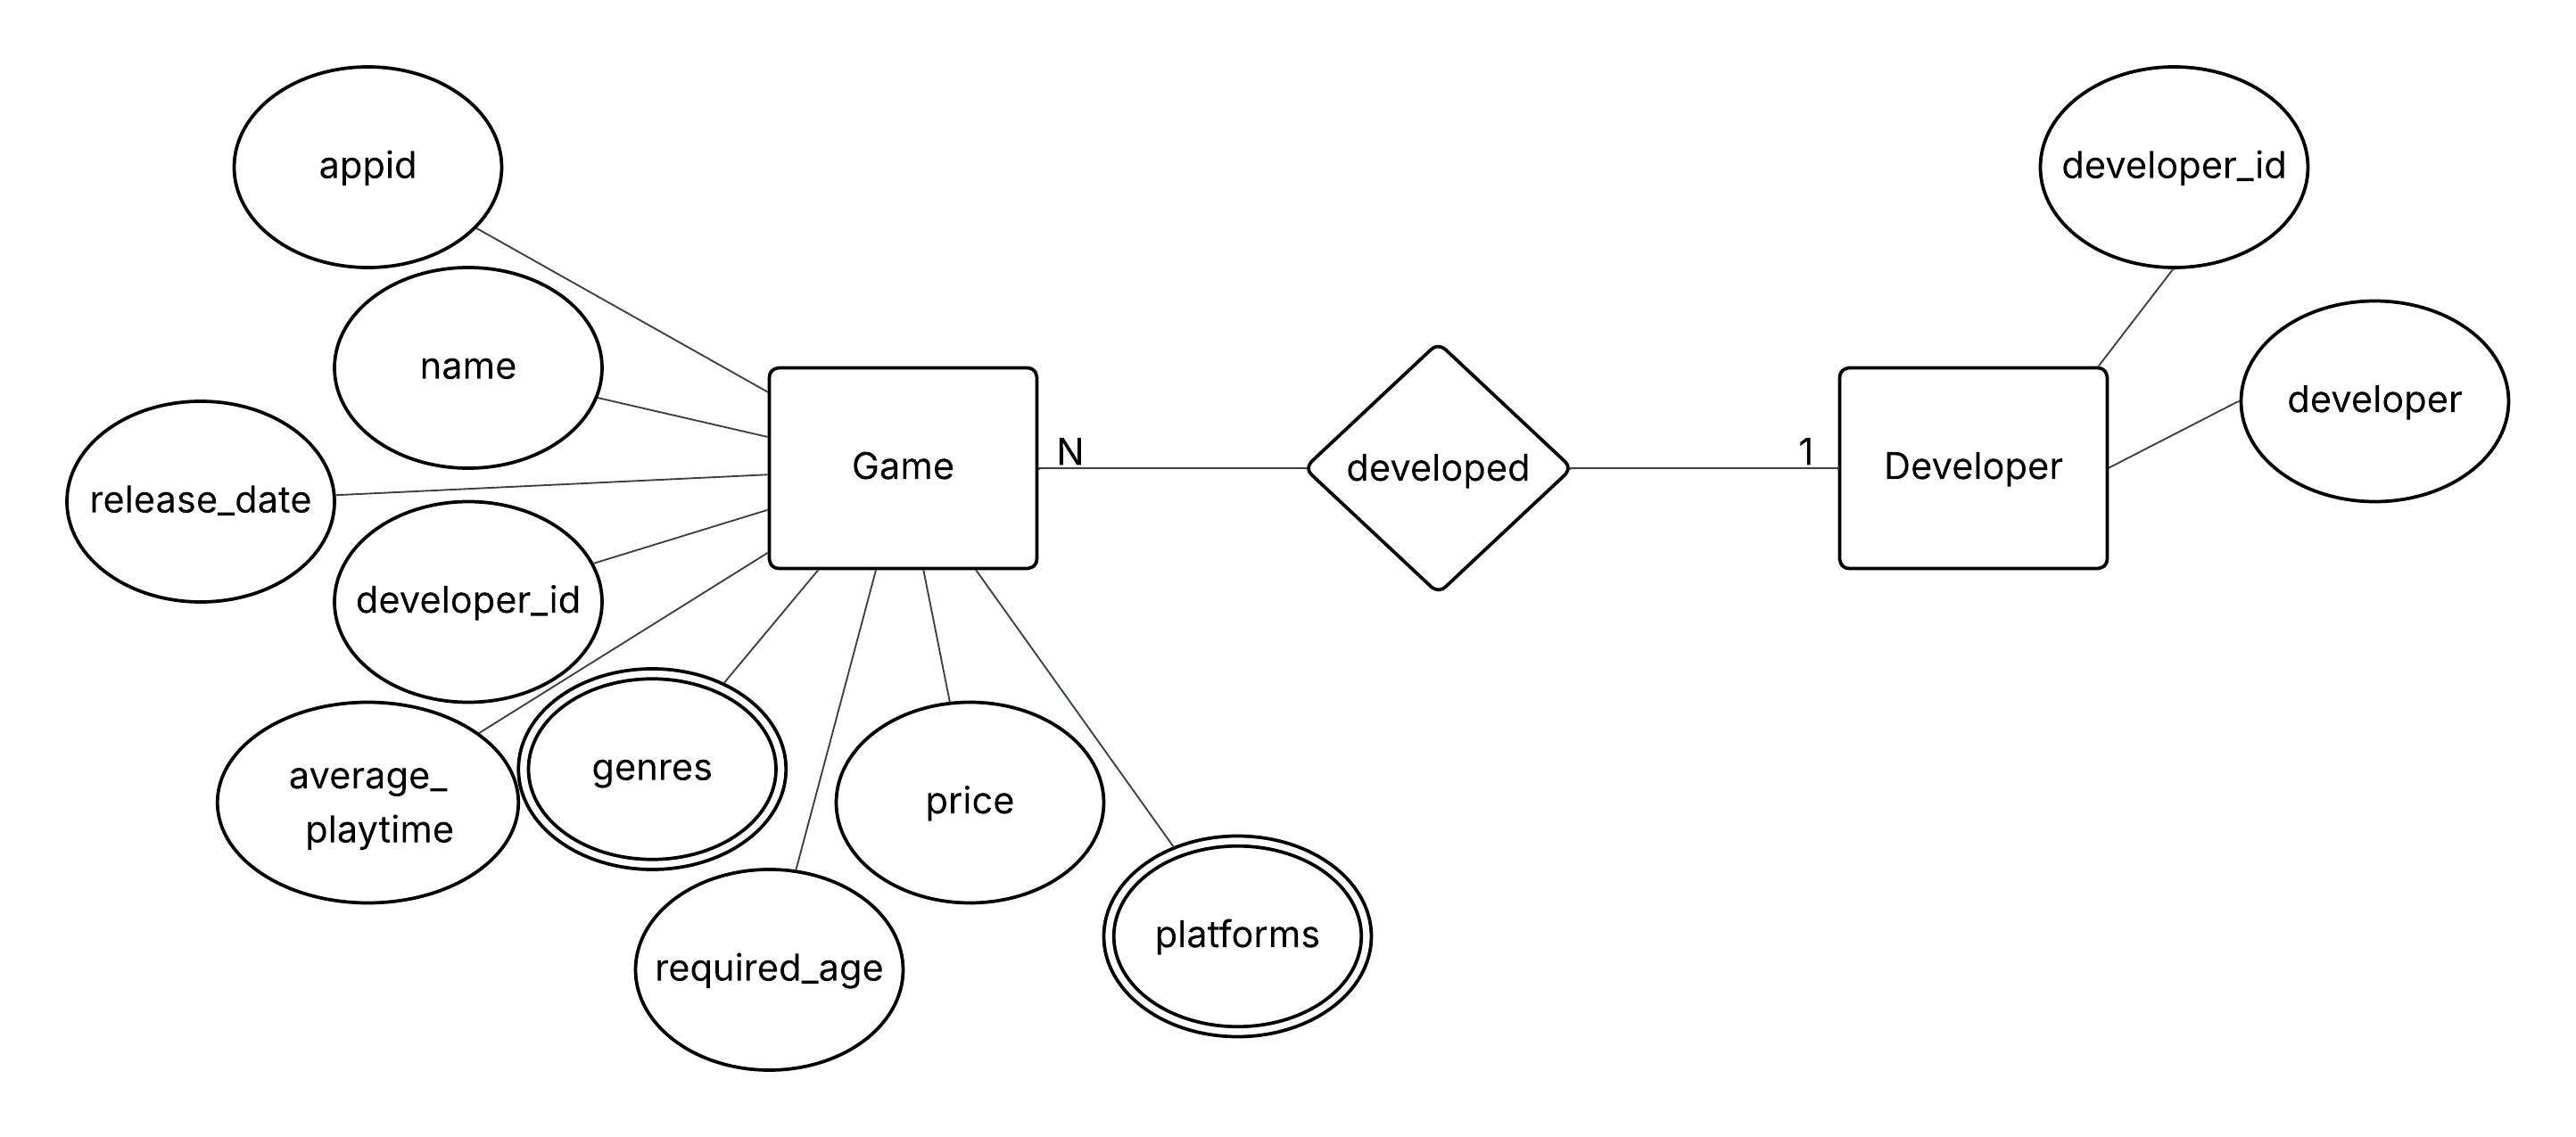 appid
developer_id
name
developer
Game
N
developed
1
Developer
release_date
developer_id
average_
playtime
genres
price
platforms
required_age